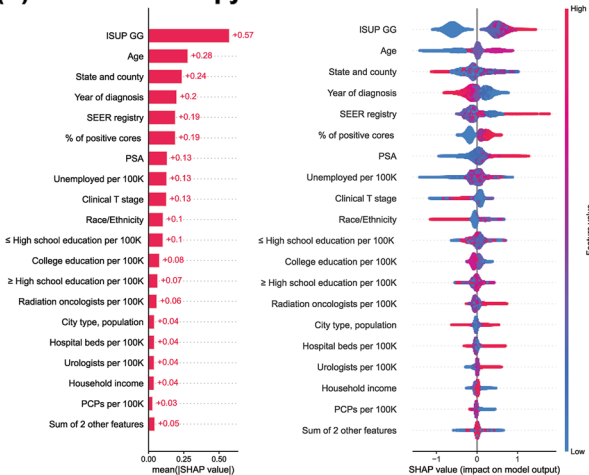 ISUP GG
+0.57
Age
+0.28
State and county
+0.24
Year of diagnosis
+0.2
SEER registry
+0.19
% of positive cores
+0.19
PSA
+0.13
Unemployed per 100K
+0.13
Clinical T stage
+0.13
Race/Ethnicity
+0.1
≤ High school education per 100K
+0.1
College education per 100K
+0.08
≥ High school education per 100K
+0.07
Radiation oncologists per 100K
+0.06
City type, population
+0.04
Hospital beds per 100K
+0.04
Urologists per 100K
+0.04
Household income
+0.04
PCPs per 100K
+0.03
Sum of 2 other features
+0.05
0.00 0.25 0.50
mean(|SHAP value|)
High
ISUP GG
Age
State and county
Year of diagnosis
SEER registry
% of positive cores
PSA
Unemployed per 100K
Clinical T stage
Race/Ethnicity
≤ High school education per 100K
College education per 100K
≥ High school education per 100K
Radiation oncologists per 100K
City type, population
Hospital beds per 100K
Urologists per 100K
Household income
PCPs per 100K
Sum of 2 other features
Low
−1 0 1
SHAP value (impact on model output)